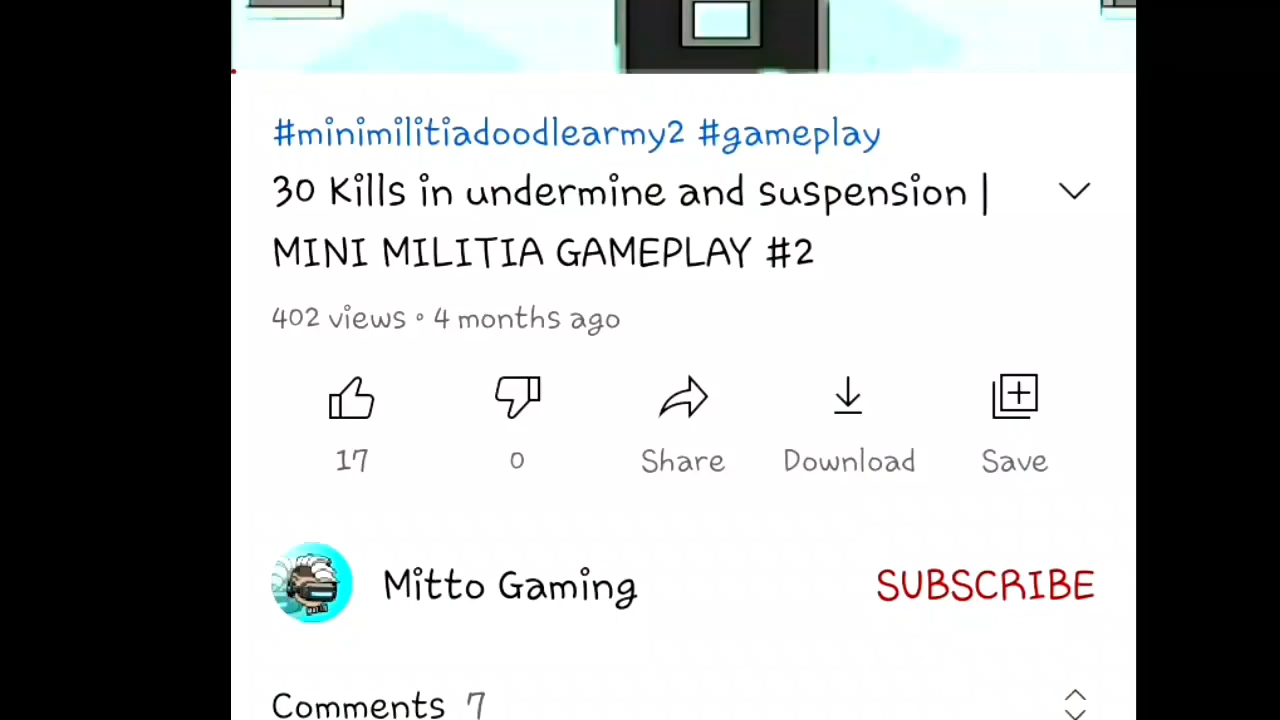 #minimilitiadoodlearmy2 #gameplay
30 Kills in undermine and suspension |
MINI MILITIA GAMEPLAY #2
402 views • 4 months ago
17
0
Share
Download
Save
Mitto Gaming
SUBSCRIBE
Comments 7